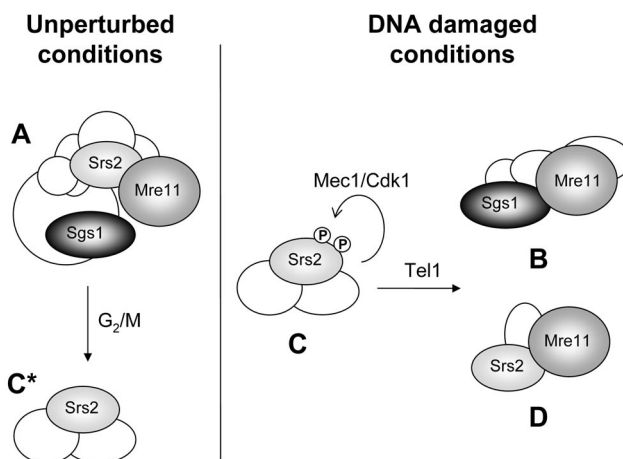 Unperturbed
conditions
DNA damaged
conditions
A
Srs2
Mre11
Sgs1
G₂/M
C*
Srs2
Mec1/Cdk1
P
P
Srs2
C
Tel1
Sgs1
Mre11
B
Srs2
Mre11
D